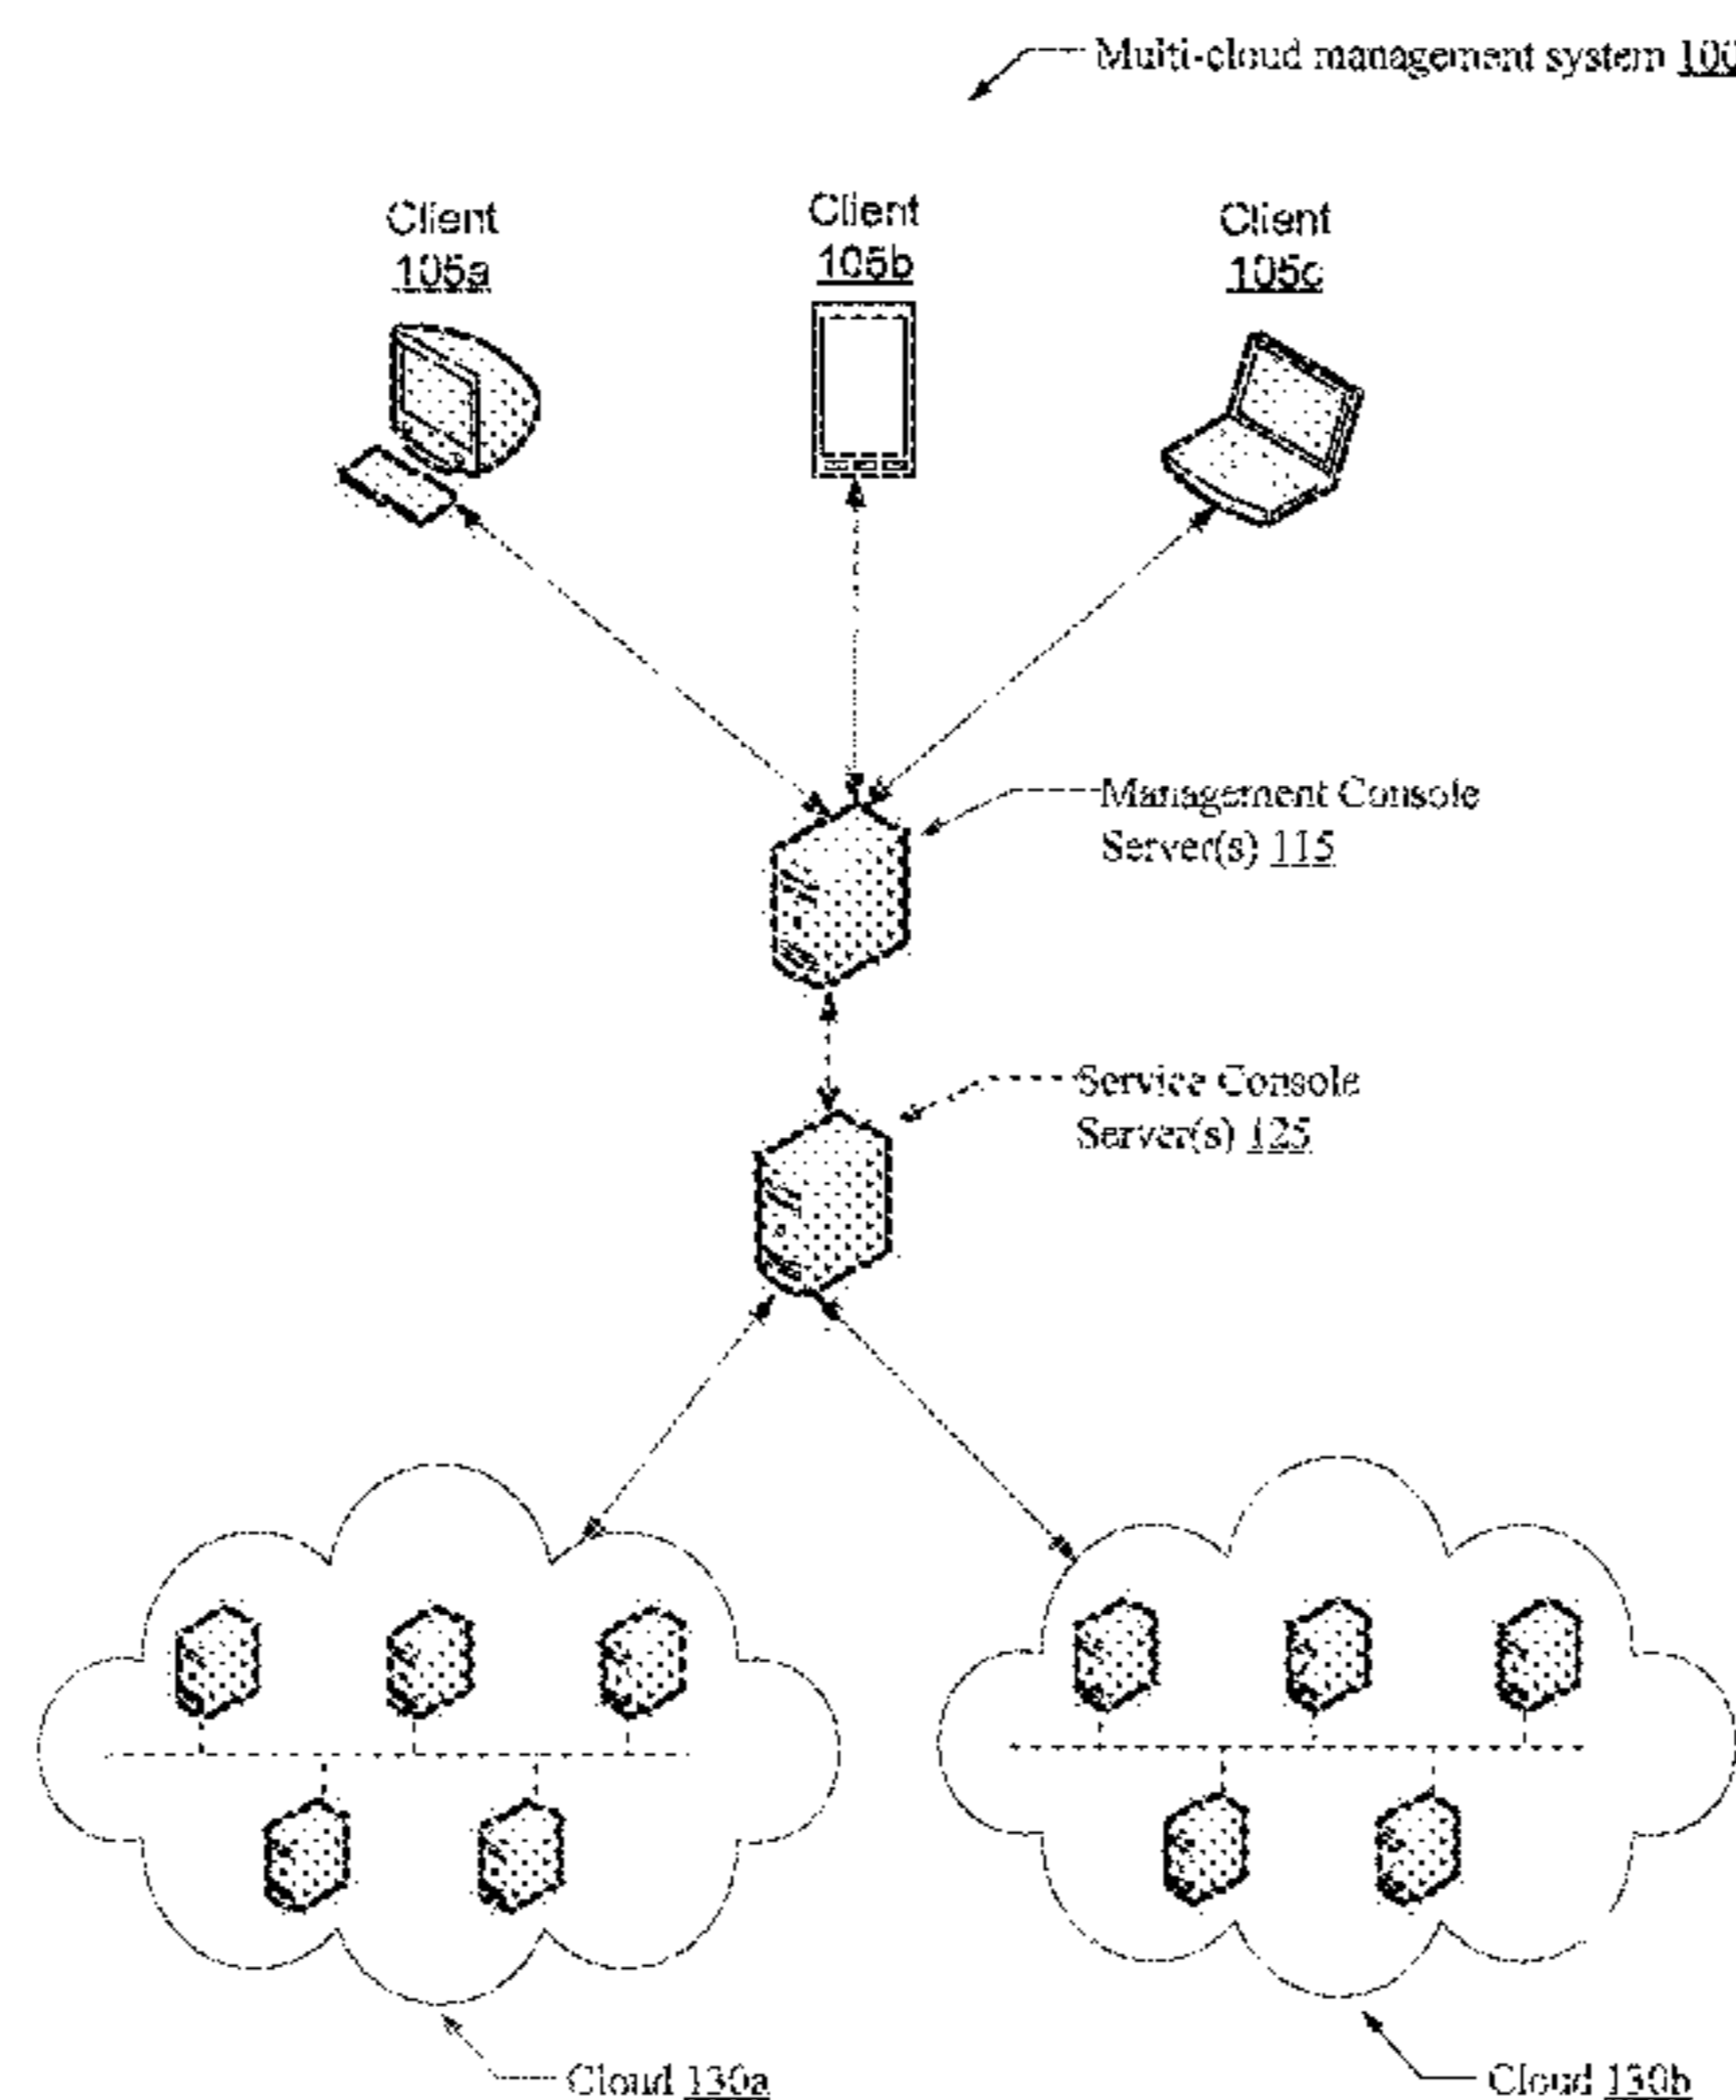 Multi-cloud management system 100
Client
105a
Client
105b
Client
105c
Management Console
Server(s) 115
Service Console
Server(s) 125
Cloud 130a
Cloud 130b